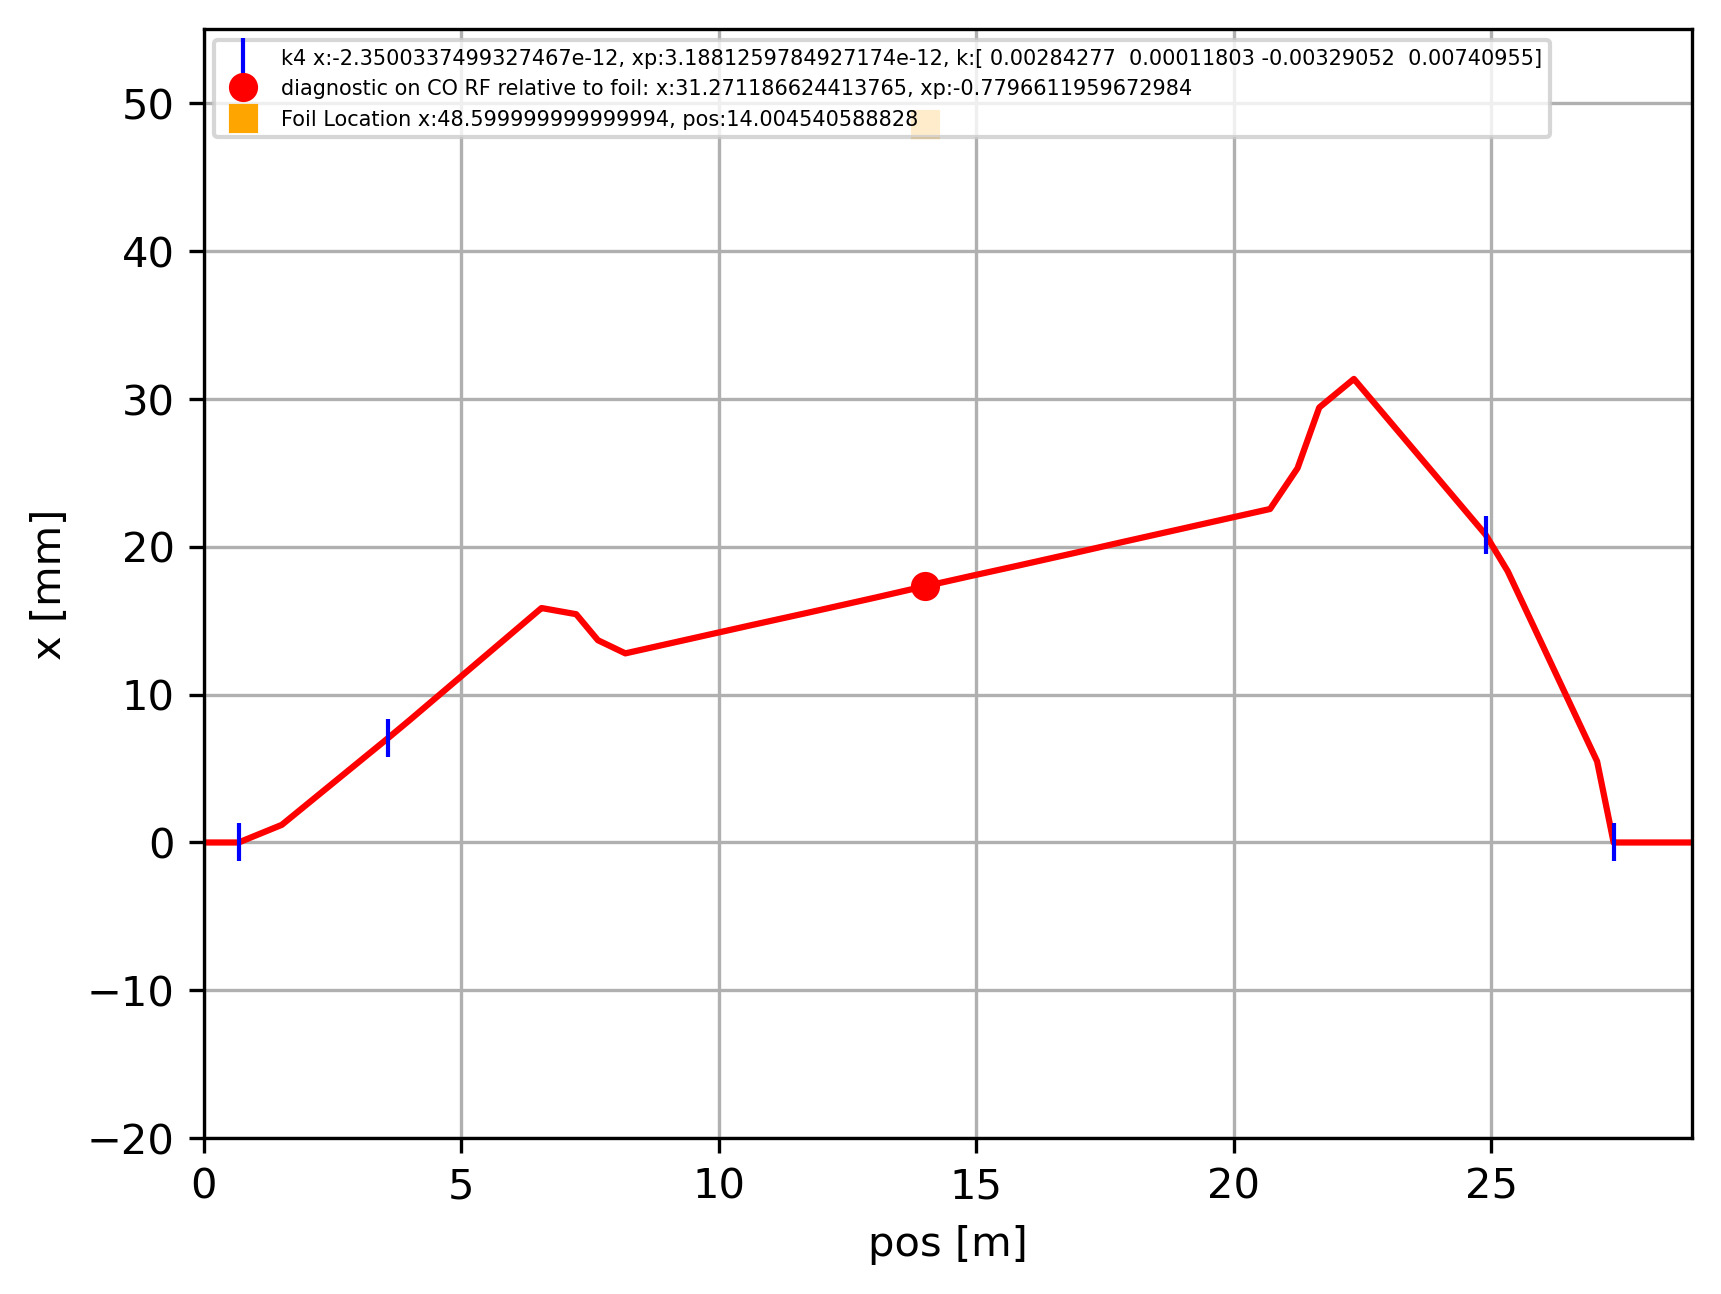 k4 x:-2.3500337499327467e-12, xp:3.1881259784927174e-12, k:[ 0.00284277  0.00011803 -0.00329052  0.00740955]
diagnostic on CO RF relative to foil: x:31.271186624413765, xp:-0.7796611959672984
Foil Location x:48.599999999999994, pos:14.004540588828
50
40
30
20
10
0
−10
−20
x [mm]
0 5 10 15 20 25
pos [m]